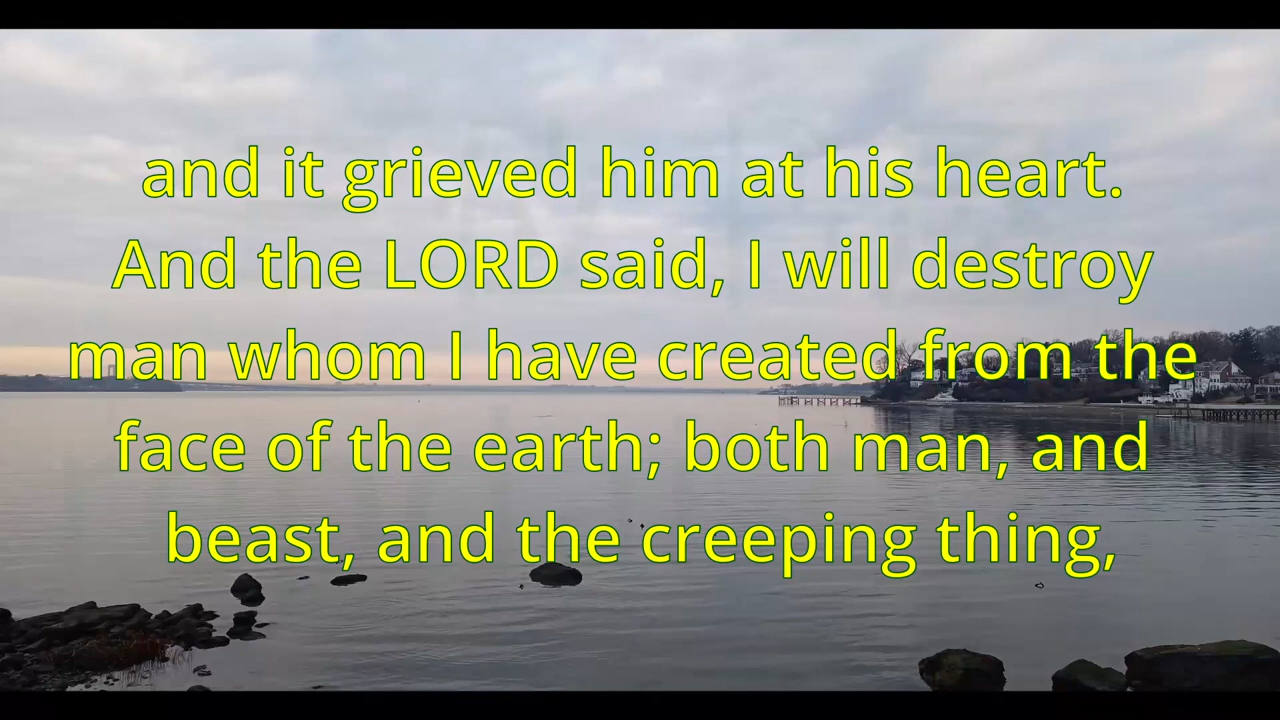 and it grieved him at his heart.
And the LORD said, I will destroy
man whom I have created from the
face of the earth; both man, and
beast, and the creeping thing,